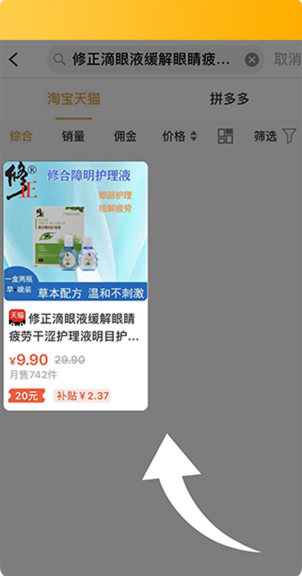 修正滴眼液缓解眼睛疲...
取消
淘宝天猫
拼多多
综合
销量
佣金
价格
筛选
修正®
修合障明护理液
眼部护理
缓解疲劳
一盒两瓶
早&晚装
草本配方 温和不刺激
天猫 修正滴眼液缓解眼睛
疲劳干涩护理液明目护...
¥9.90 29.90
月售742件
20元
补贴 ¥ 2.37